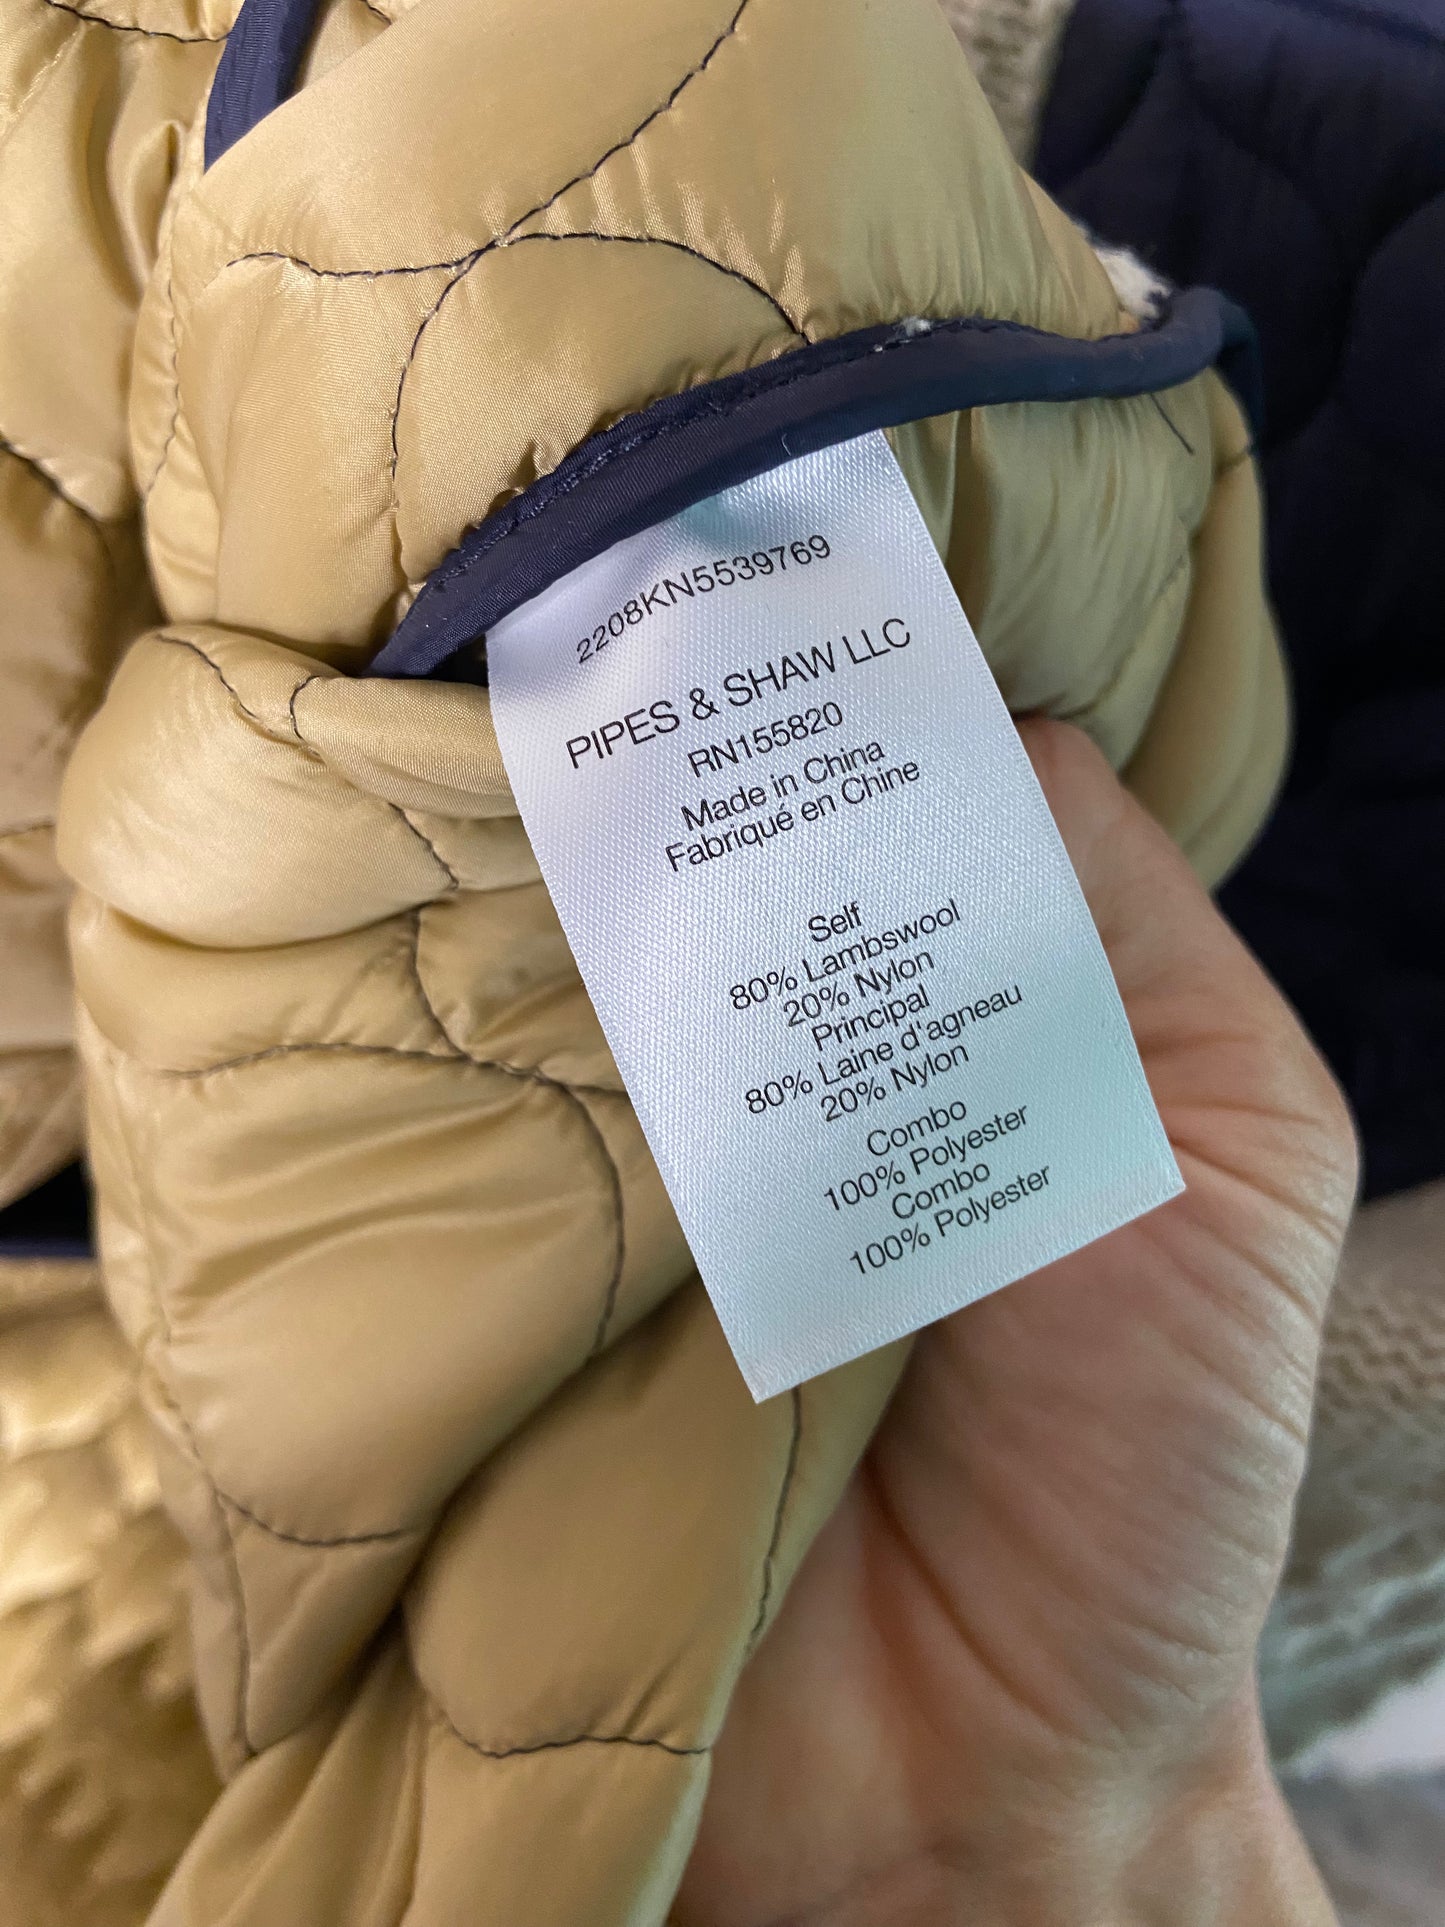 2208KN5539769
PIPES & SHAW LLC
RN155820
Made in China
Fabriqué en Chine
Self
80% Lambswool
20% Nylon
Principal
80% Laine d'agneau
20% Nylon
Combo
100% Polyester
Combo
100% Polyester